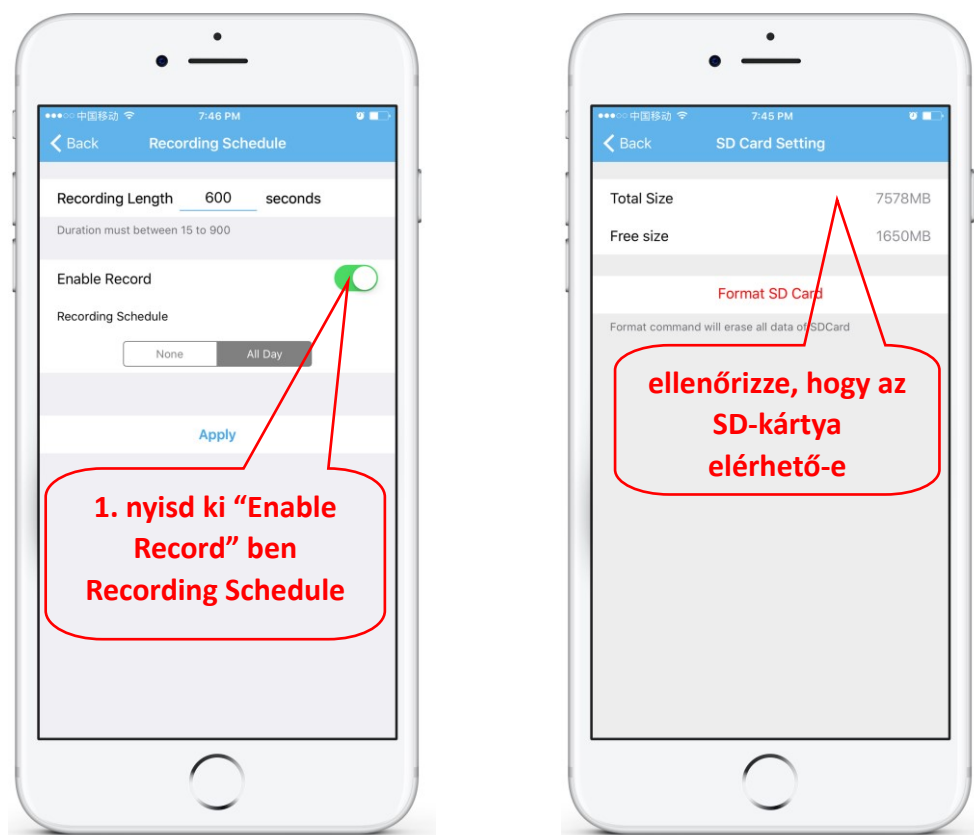 中国移动 7:46 PM
Back Recording Schedule
Recording Length 600 seconds
Duration must between 15 to 900
Enable Record
Recording Schedule
None All Day
Apply
1. nyisd ki “Enable
Record” ben
Recording Schedule
中国移动 7:45 PM
Back SD Card Setting
Total Size 7578MB
Free size 1650MB
Format SD Card
Format command will erase all data of SDCard
ellenőrizze, hogy az
SD-kártya
elérhető-e